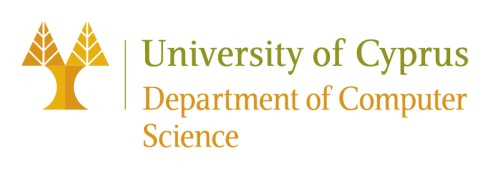 University of Cyprus
Department of Computer
Science